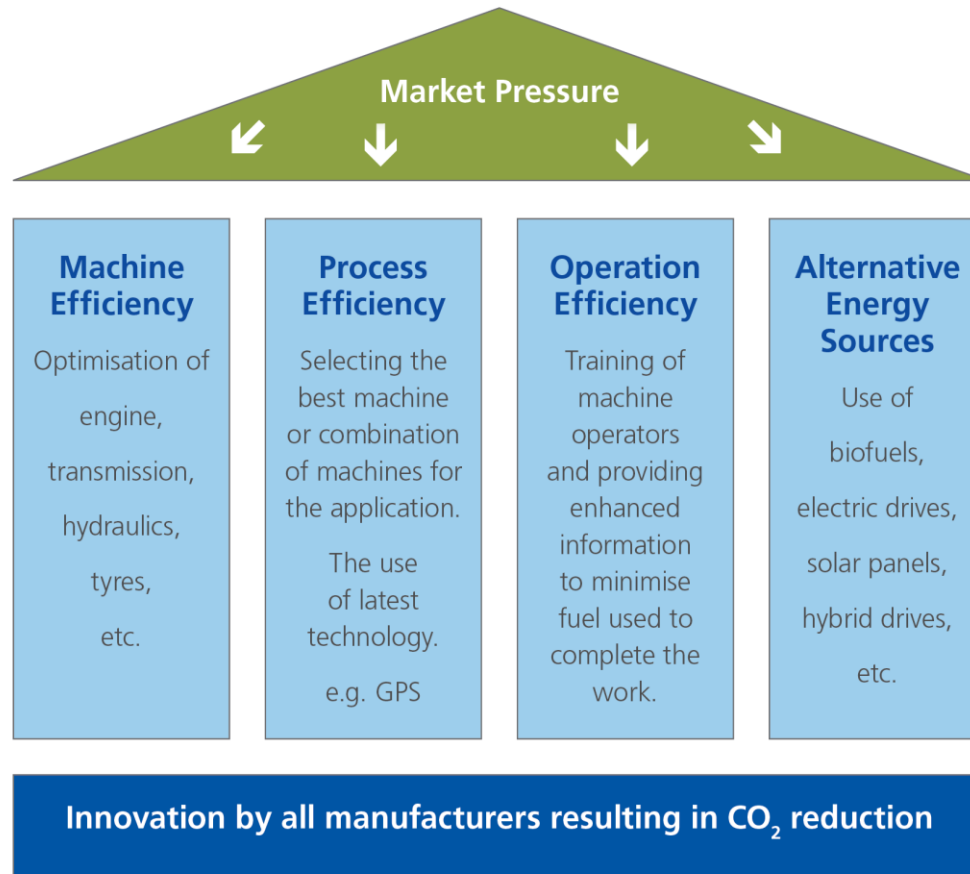 Market Pressure
Machine
Efficiency
Optimisation of
engine,
transmission,
hydraulics,
tyres,
etc.
Process
Efficiency
Selecting the
best machine
or combination
of machines for
the application.
The use
of latest
technology.
e.g. GPS
Operation
Efficiency
Training of
machine
operators
and providing
enhanced
information
to minimise
fuel used to
complete the
work.
Alternative
Energy
Sources
Use of
biofuels,
electric drives,
solar panels,
hybrid drives,
etc.
Innovation by all manufacturers resulting in CO₂ reduction